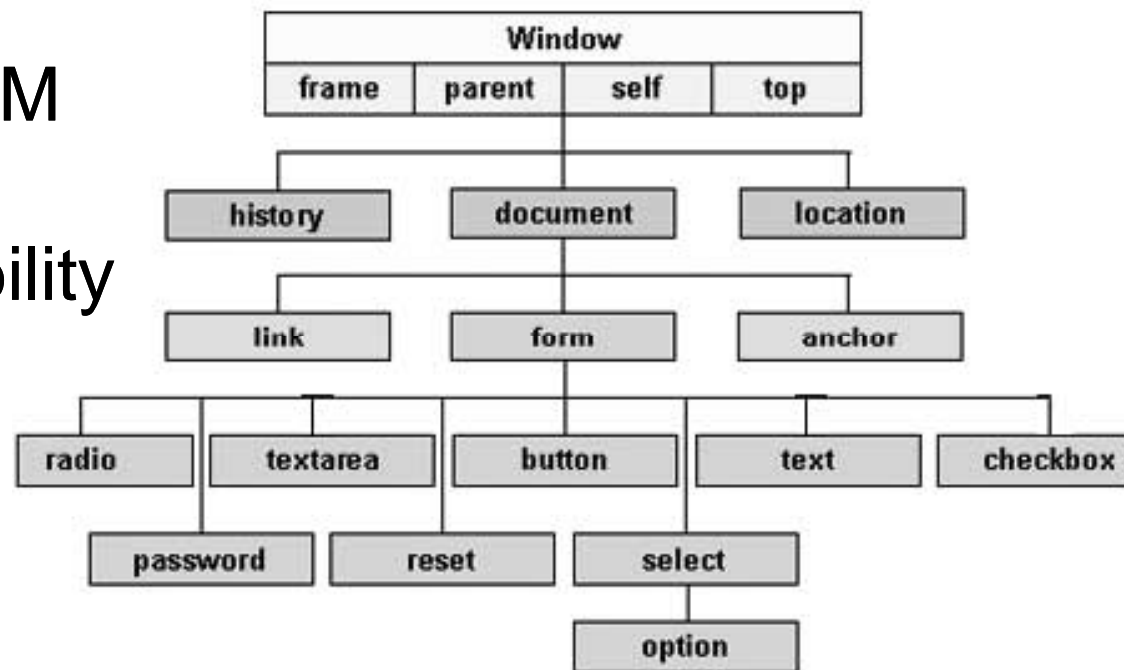 Window
M
frame parent self top
history document location
bility
link form anchor
radio textarea button text checkbox
password reset select
option